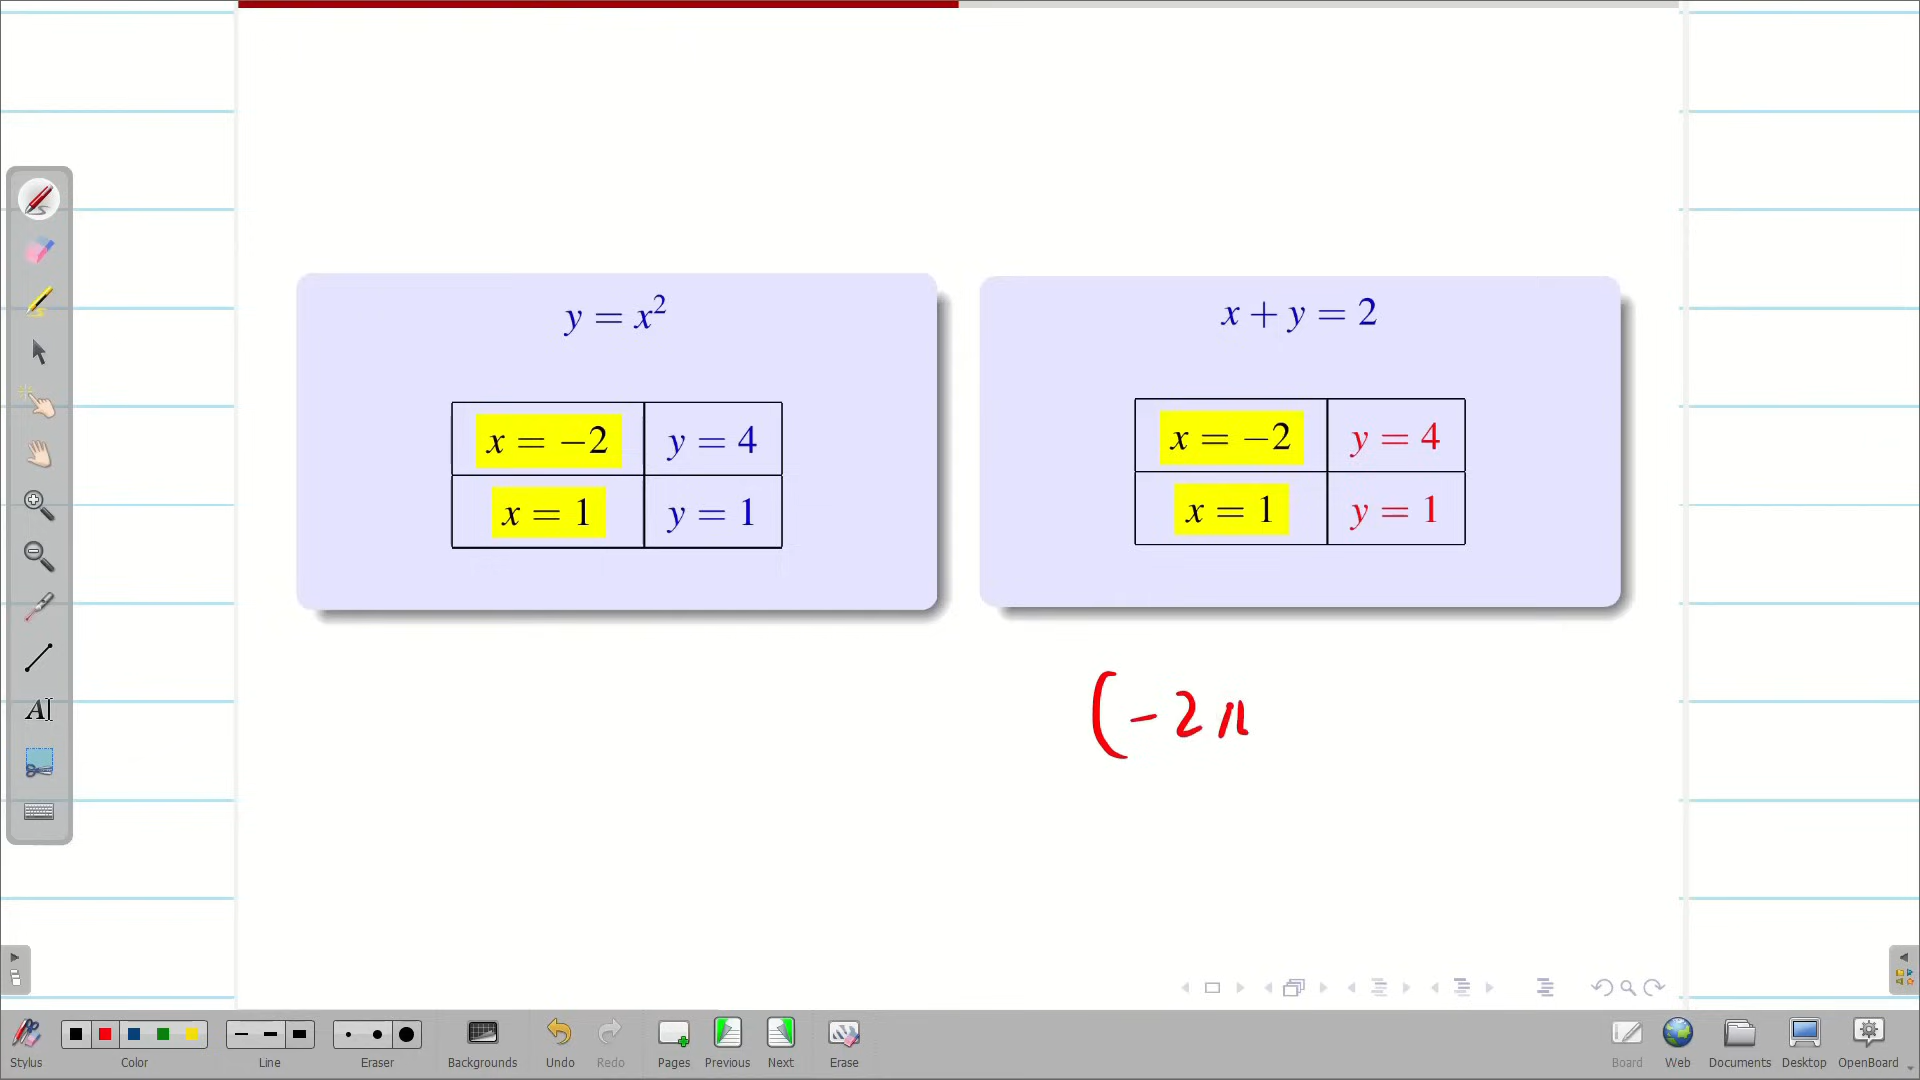 y = x²
x + y = 2
x = −2 y = 4
x = 1 y = 1
x = −2 y = 4
x = 1 y = 1
(-2
Stylus
Color
Line
Eraser
Backgrounds
Undo
Redo
Pages
Previous
Next
Erase
Board
Web
Documents
Desktop
OpenBoard